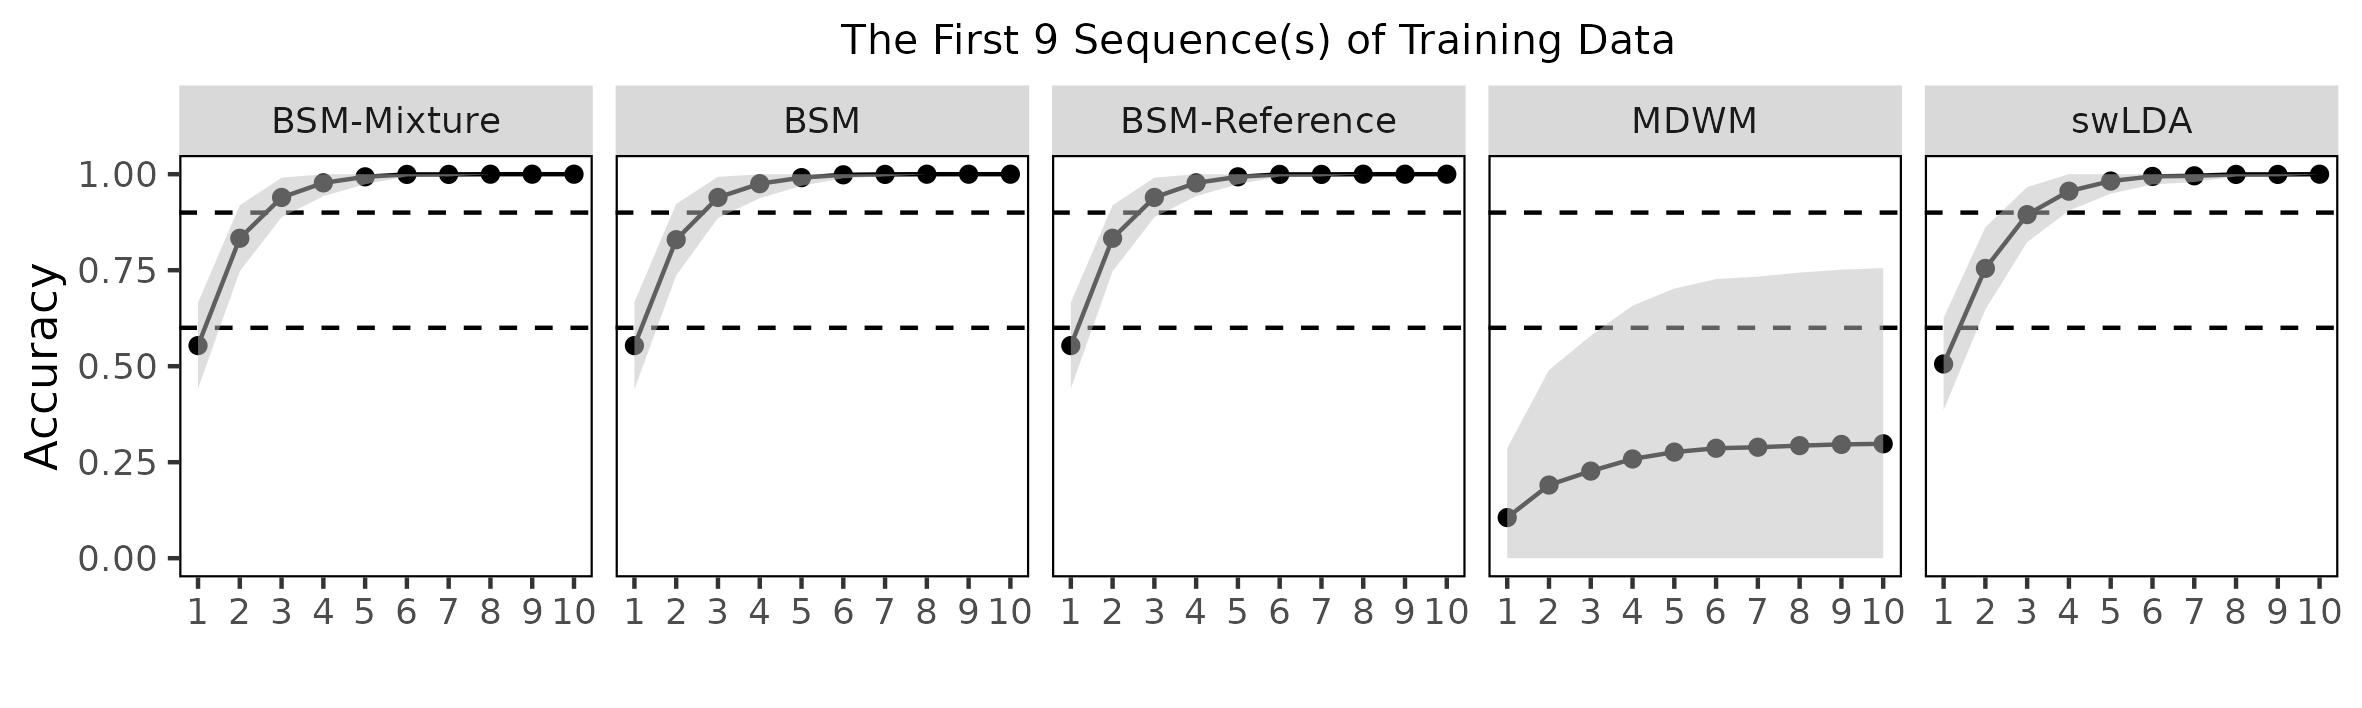 The First 9 Sequence(s) of Training Data
BSM-Mixture BSM BSM-Reference MDWM swLDA
Accuracy
1.00
0.75
0.50
0.25
0.00
1 2 3 4 5 6 7 8 9 10 1 2 3 4 5 6 7 8 9 10 1 2 3 4 5 6 7 8 9 10 1 2 3 4 5 6 7 8 9 10 1 2 3 4 5 6 7 8 9 10